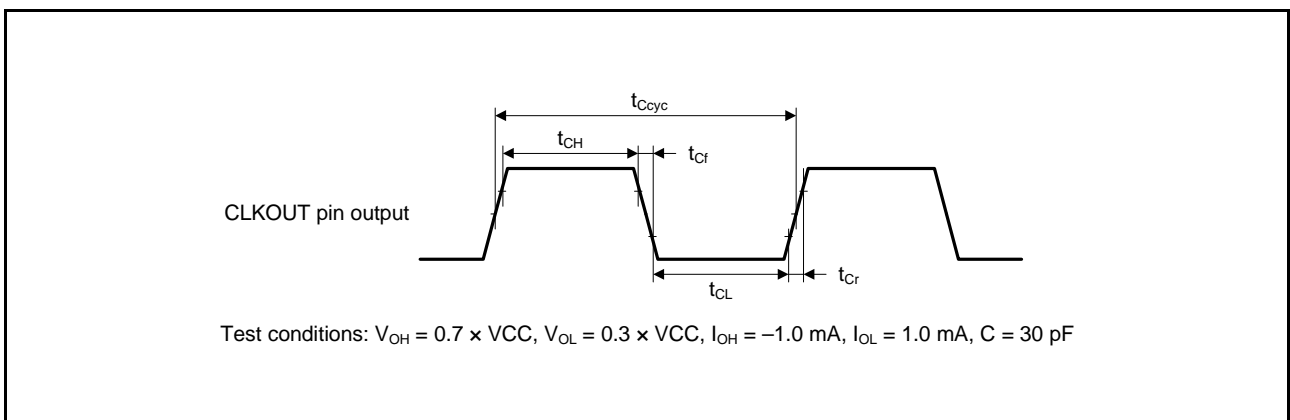 tCcyc
tCH
tCf
CLKOUT pin output
tCL
tCr
Test conditions: VOH = 0.7 × VCC, VOL = 0.3 × VCC, IOH = –1.0 mA, IOL = 1.0 mA, C = 30 pF